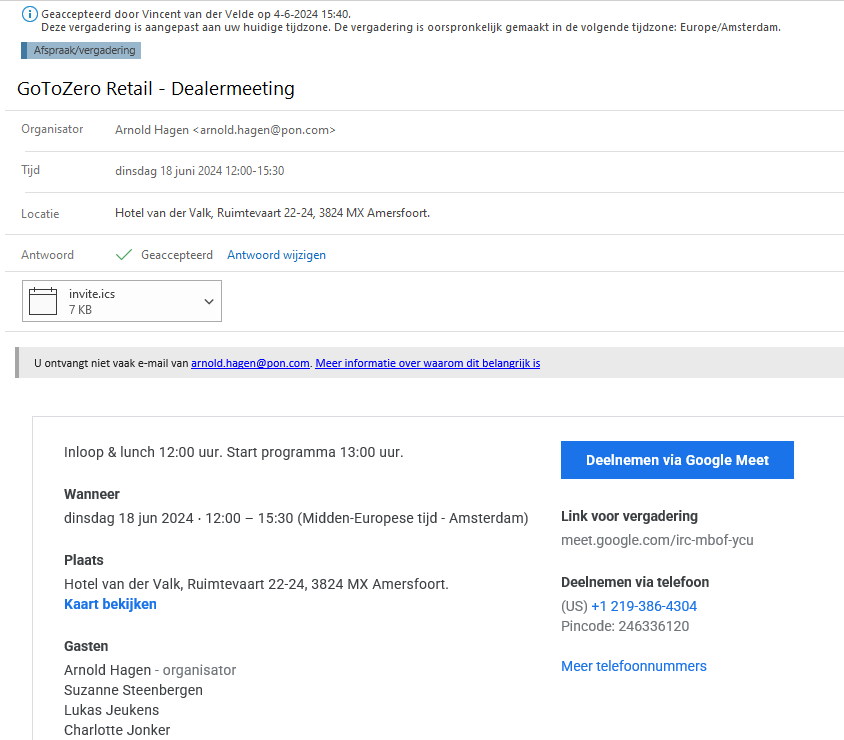 Geaccepteerd door Vincent van der Velde op 4-6-2024 15:40.
Deze vergadering is aangepast aan uw huidige tijdzone. De vergadering is oorspronkelijk gemaakt in de volgende tijdzone: Europe/Amsterdam.
Afspraak/vergadering
GoToZero Retail - Dealermeeting
Organisator Arnold Hagen <arnold.hagen@pon.com>
Tijd dinsdag 18 juni 2024 12:00-15:30
Locatie Hotel van der Valk, Ruimtevaart 22-24, 3824 MX Amersfoort.
Antwoord Geaccepteerd Antwoord wijzigen
invite.ics
7 KB
U ontvangt niet vaak e-mail van arnold.hagen@pon.com. Meer informatie over waarom dit belangrijk is
Inloop & lunch 12:00 uur. Start programma 13:00 uur.
Wanneer
dinsdag 18 jun 2024 · 12:00 – 15:30 (Midden-Europese tijd - Amsterdam)
Plaats
Hotel van der Valk, Ruimtevaart 22-24, 3824 MX Amersfoort.
Kaart bekijken
Gasten
Arnold Hagen - organisator
Suzanne Steenbergen
Lukas Jeukens
Charlotte Jonker
Deelnemen via Google Meet
Link voor vergadering
meet.google.com/irc-mbof-ycu
Deelnemen via telefoon
(US) +1 219-386-4304
Pincode: 246336120
Meer telefoonnummers